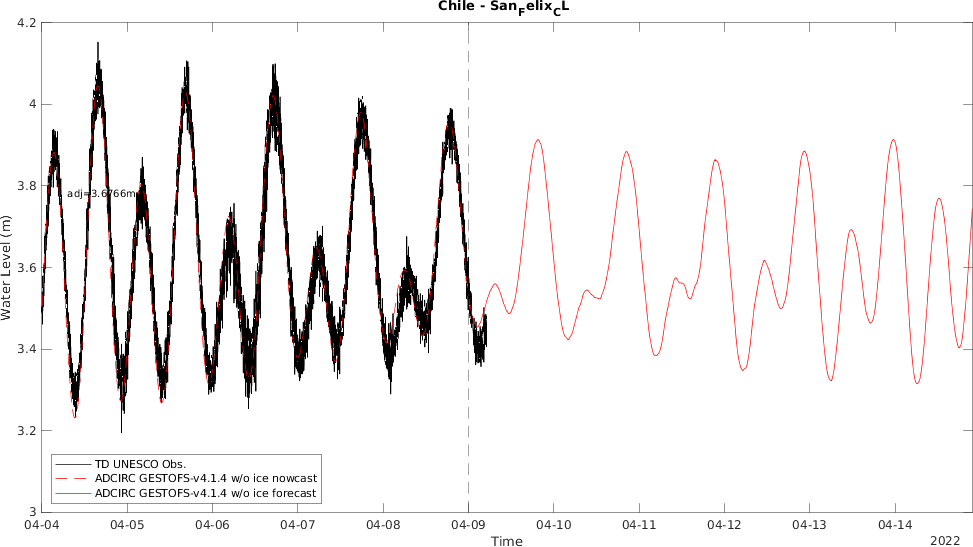 Chile - SanFelixCL
4.2
4
3.8
3.6
3.4
3.2
3
Water Level (m)
adj=3.6766m
TD UNESCO Obs.
ADCIRC GESTOFS-v4.1.4 w/o ice nowcast
ADCIRC GESTOFS-v4.1.4 w/o ice forecast
04-04 04-05 04-06 04-07 04-08 04-09 04-10 04-11 04-12 04-13 04-14
Time
2022